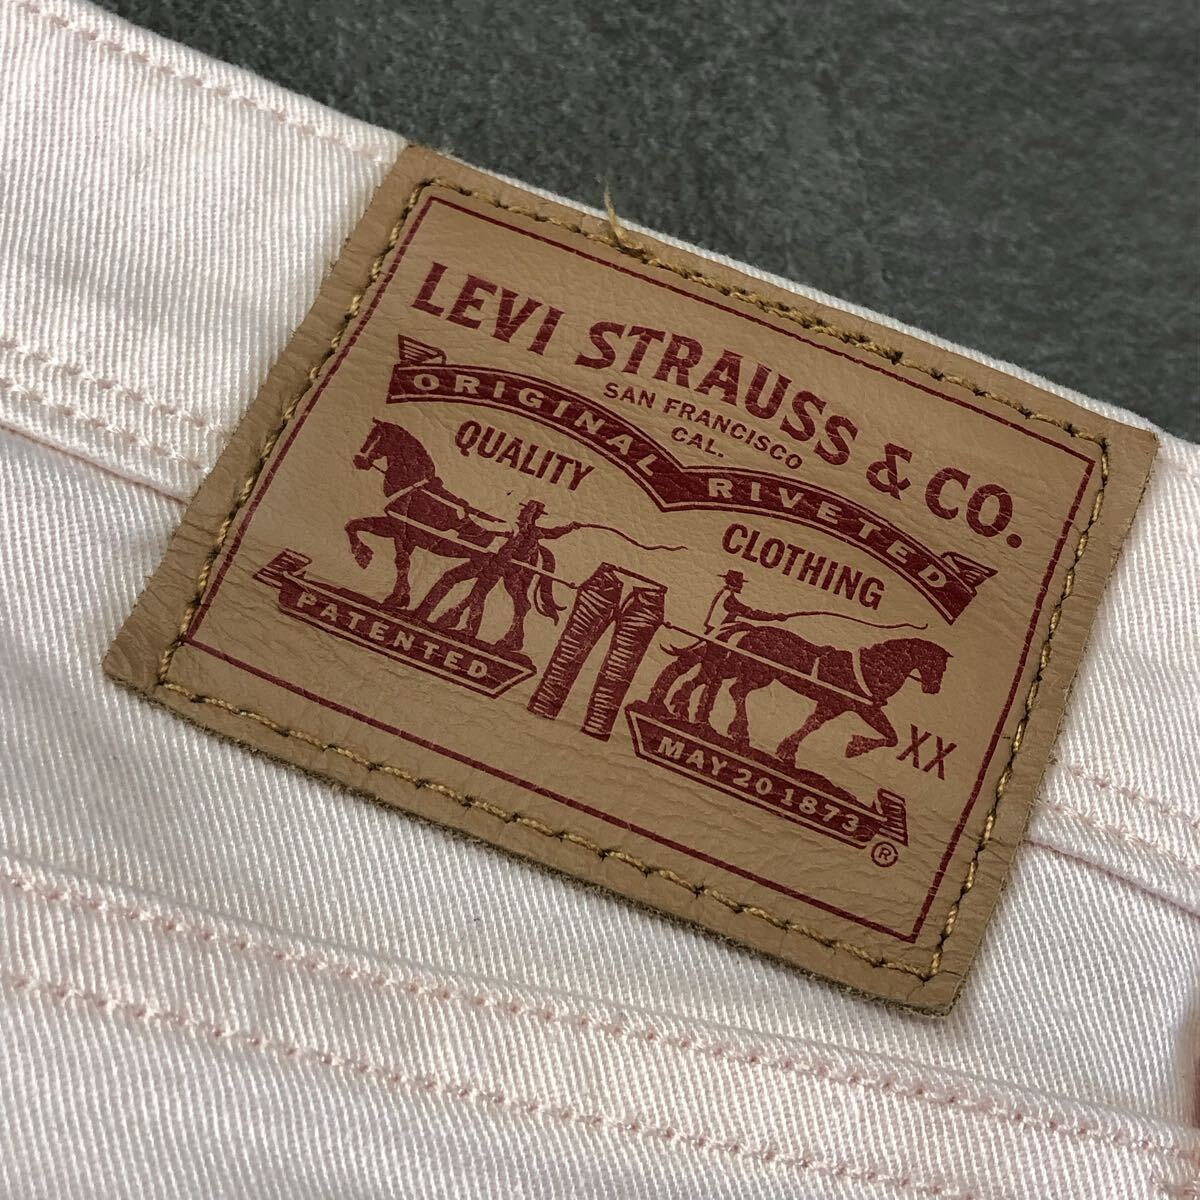 LEVI STRAUSS & CO.
SAN FRANCISCO
CAL.
ORIGINAL RIVETED
QUALITY CLOTHING
XX
PATENTED
MAY 20 1873
®